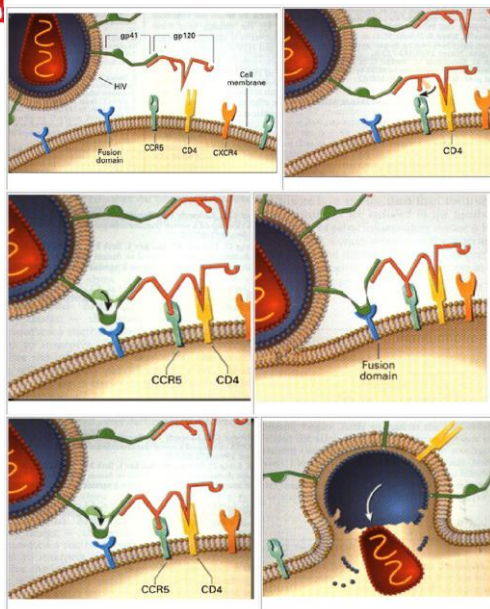 gp41 gp120
HIV
Cell
membrane
Fusion
domain
CCR5
CD4
CXCR4
CD4
CCR5
CD4
Fusion
domain
CCR5
CD4